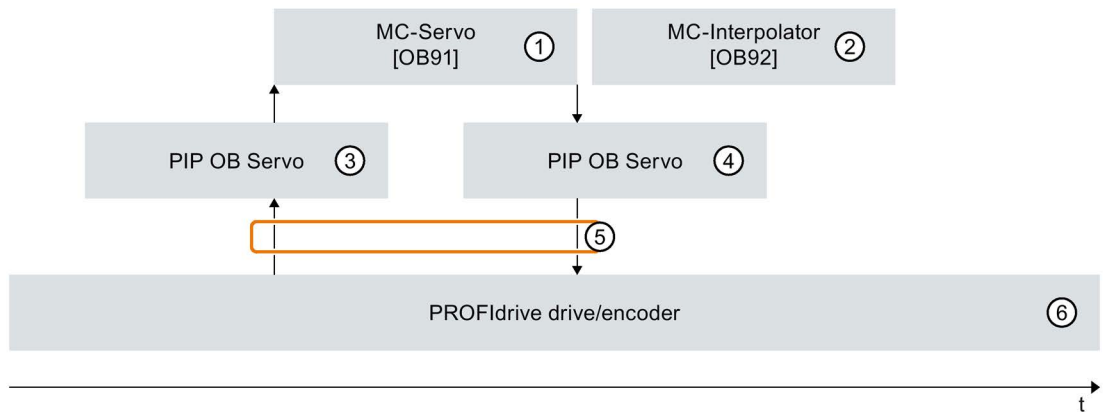 MC-Servo
[OB91]
①
MC-Interpolator
[OB92]
②
PIP OB Servo ③
PIP OB Servo ④
⑤
PROFIdrive drive/encoder ⑥
t